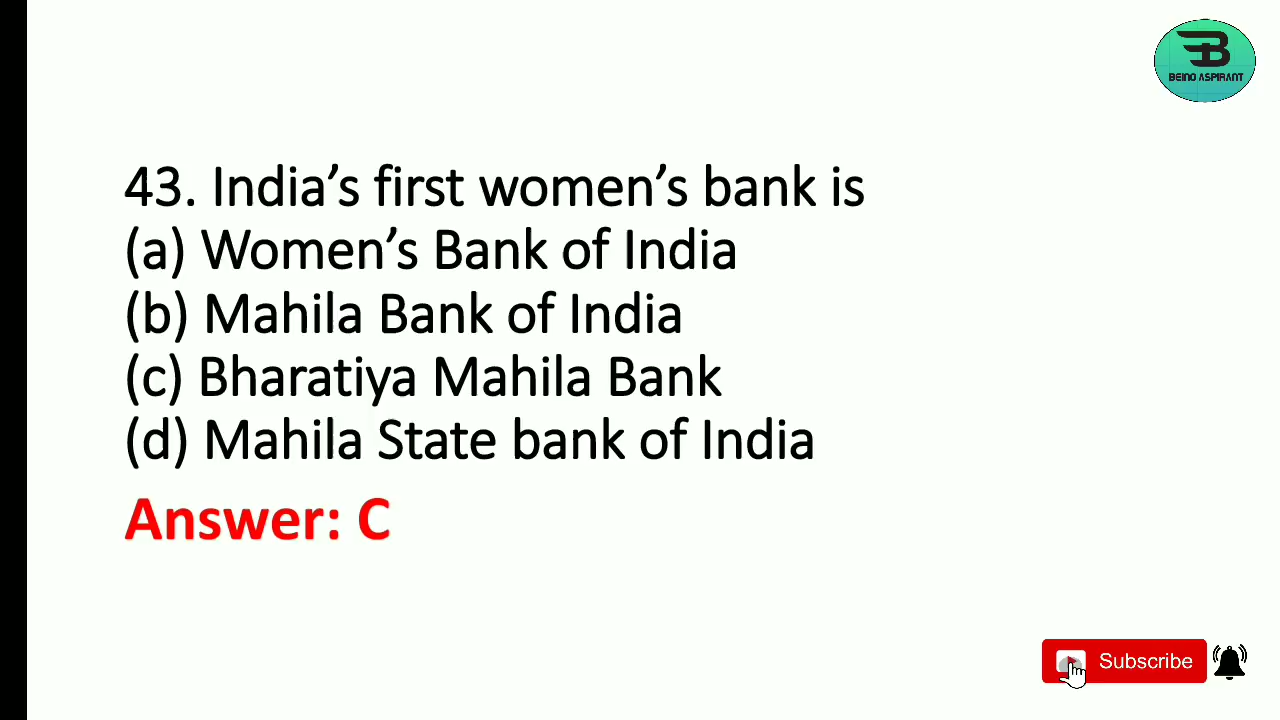 BEINO ASPIRANT
43. India’s first women’s bank is
(a) Women’s Bank of India
(b) Mahila Bank of India
(c) Bharatiya Mahila Bank
(d) Mahila State bank of India
Answer: C
Subscribe